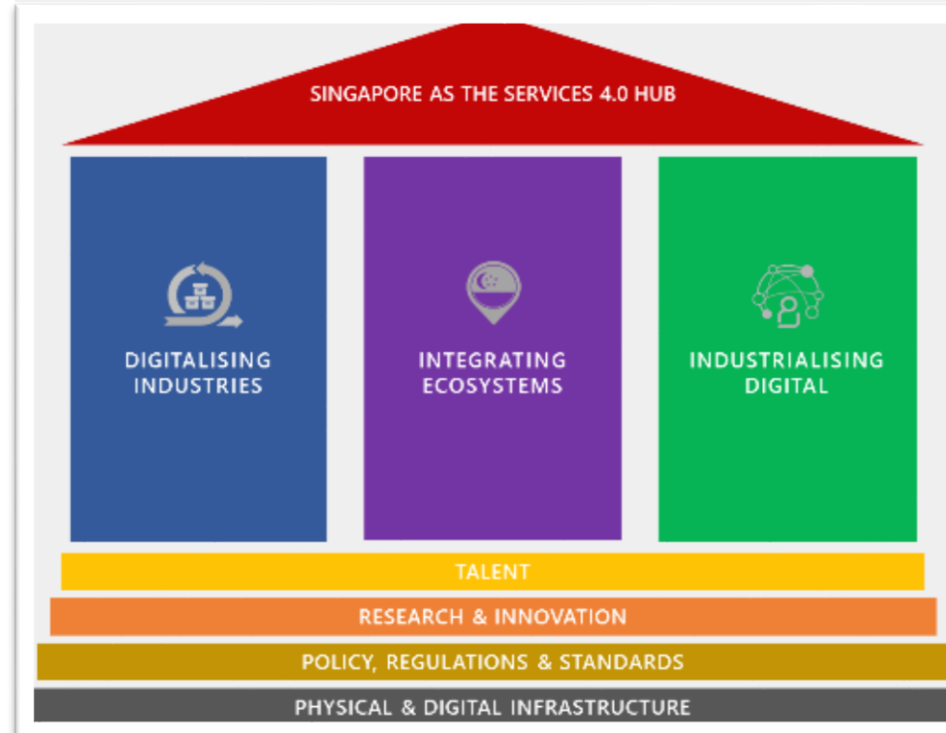 SINGAPORE AS THE SERVICES 4.0 HUB
DIGITALISING
INDUSTRIES
INTEGRATING
ECOSYSTEMS
INDUSTRIALISING
DIGITAL
TALENT
RESEARCH & INNOVATION
POLICY, REGULATIONS & STANDARDS
PHYSICAL & DIGITAL INFRASTRUCTURE